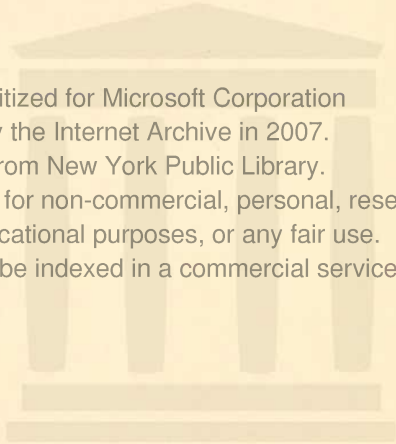 itized for Microsoft Corporation
the Internet Archive in 2007.
rom New York Public Library.
for non-commercial, personal, rese
cational purposes, or any fair use.
be indexed in a commercial service